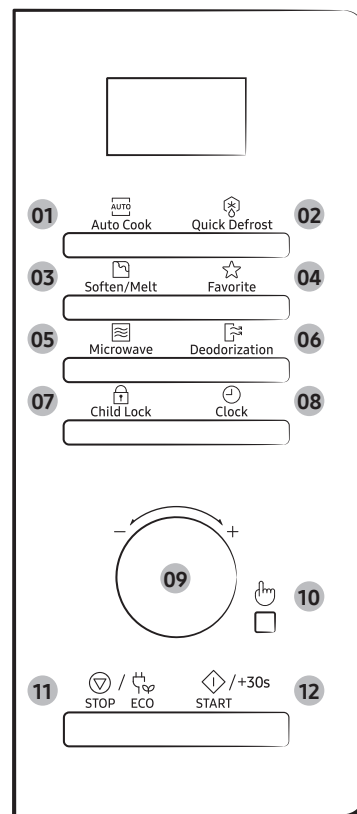 01 AUTO Auto Cook Quick Defrost 02
03 Soften/Melt Favorite 04
05 Microwave Deodorization 06
07 Child Lock Clock 08
− +
09
10
11 / /+30s 12
STOP ECO START